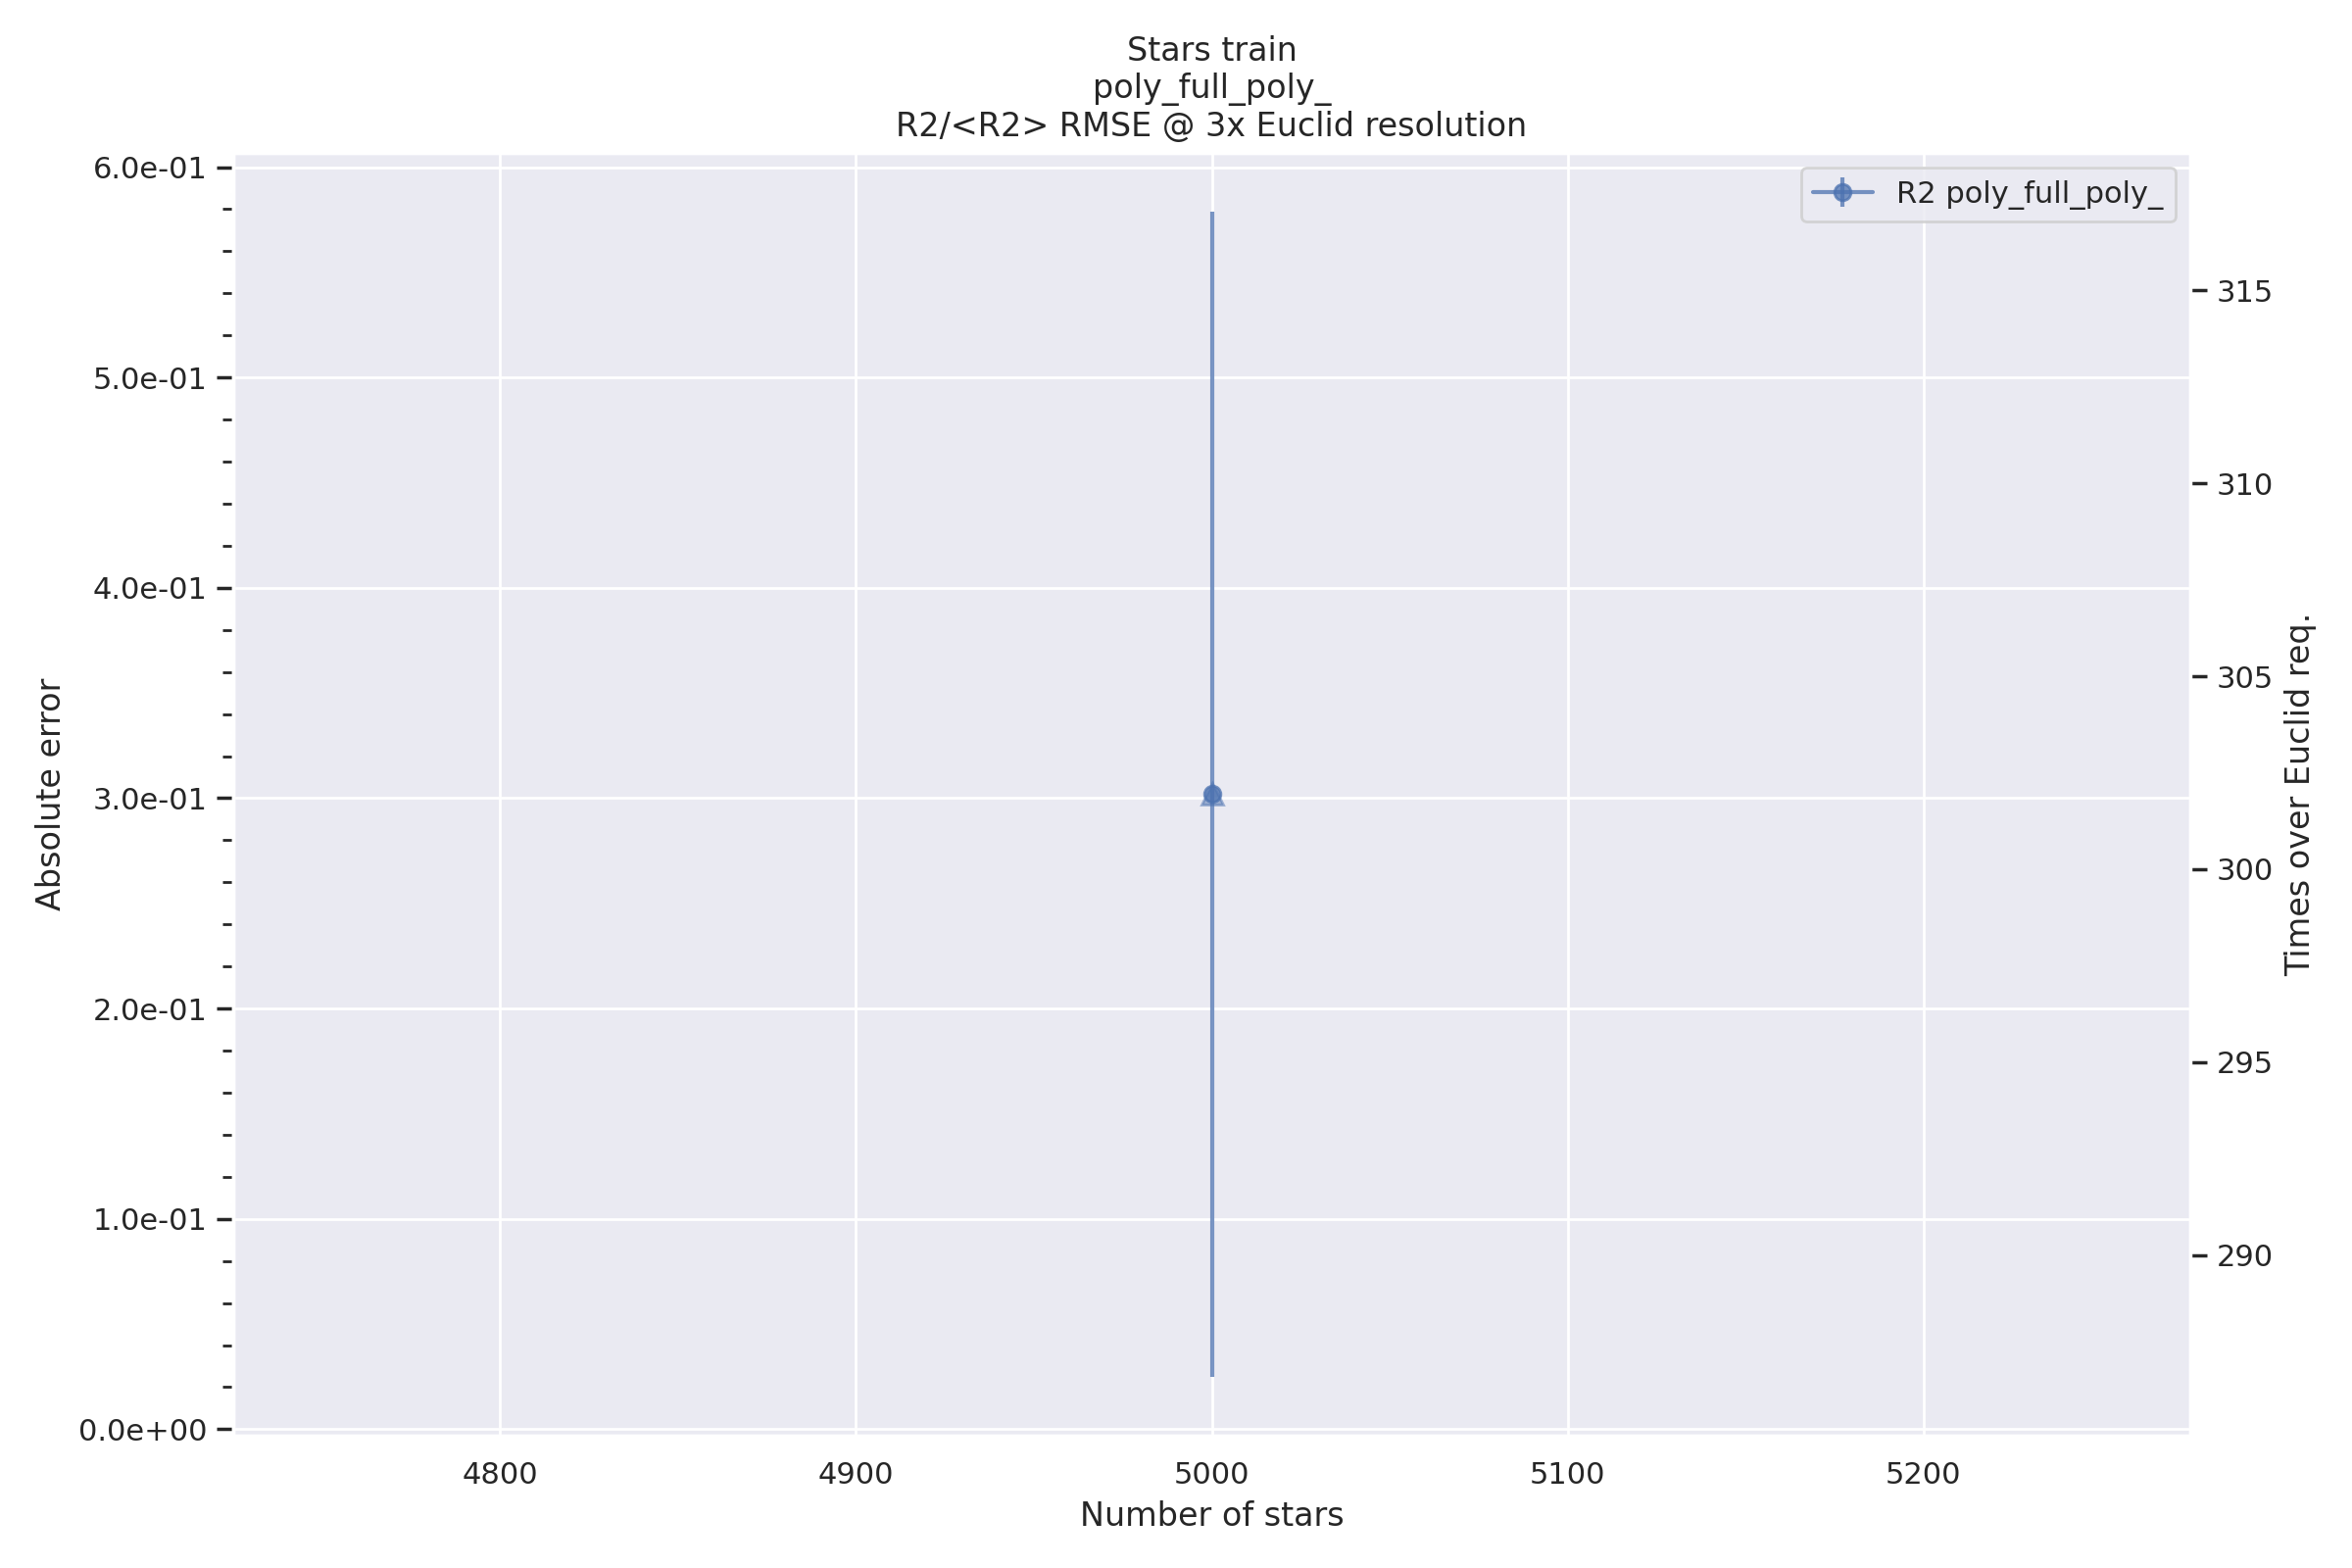 Stars train
poly_full_poly_
R2/<R2> RMSE @ 3x Euclid resolution
R2 poly_full_poly_
6.0e-01
5.0e-01
4.0e-01
3.0e-01
2.0e-01
1.0e-01
0.0e+00
Absolute error
315
310
305
300
295
290
Times over Euclid req.
4800
4900
5000
5100
5200
Number of stars